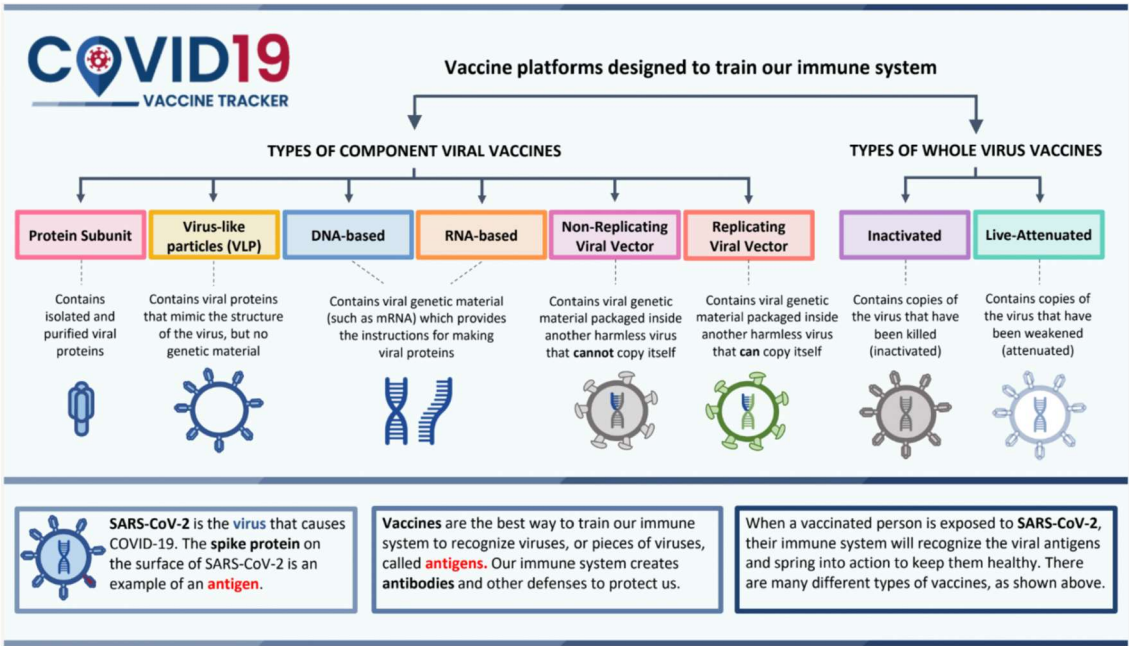 COVID19
VACCINE TRACKER
Vaccine platforms designed to train our immune system
TYPES OF COMPONENT VIRAL VACCINES
TYPES OF WHOLE VIRUS VACCINES
Protein Subunit
Virus-like
particles (VLP)
DNA-based
RNA-based
Non-Replicating
Viral Vector
Replicating
Viral Vector
Inactivated
Live-Attenuated
Contains
isolated and
purified viral
proteins
Contains viral proteins
that mimic the structure
of the virus, but no
genetic material
Contains viral genetic material
(such as mRNA) which provides
the instructions for making
viral proteins
Contains viral genetic
material packaged inside
another harmless virus
that cannot copy itself
Contains viral genetic
material packaged inside
another harmless virus
that can copy itself
Contains copies of
the virus that have
been killed
(inactivated)
Contains copies of
the virus that have
been weakened
(attenuated)
SARS-CoV-2 is the virus that causes
COVID-19. The spike protein on
the surface of SARS-CoV-2 is an
example of an antigen.
Vaccines are the best way to train our immune
system to recognize viruses, or pieces of viruses,
called antigens. Our immune system creates
antibodies and other defenses to protect us.
When a vaccinated person is exposed to SARS-CoV-2,
their immune system will recognize the viral antigens
and spring into action to keep them healthy. There
are many different types of vaccines, as shown above.